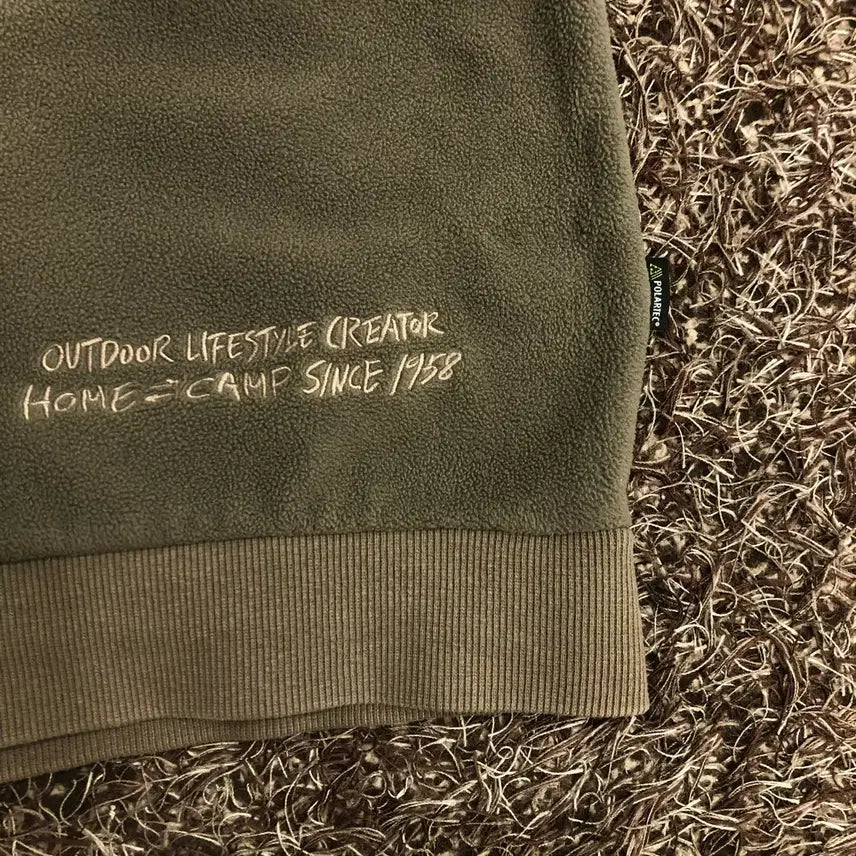 OUTDOOR LIFESTYLE CREATOR
HOME⇌CAMP SINCE 1958
POLARTEC®